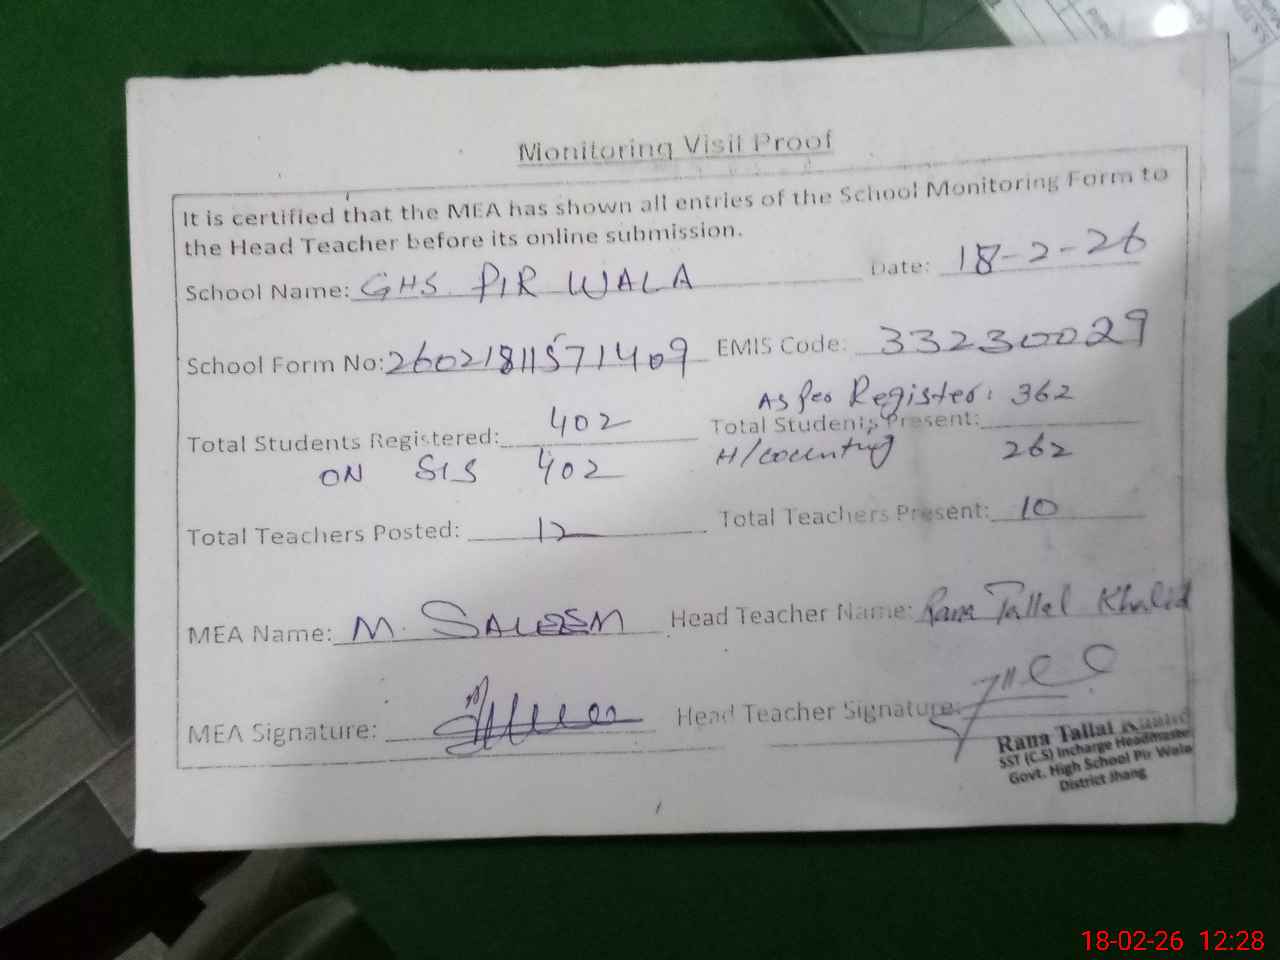 Monitoring Visit Proof
It is certified that the MEA has shown all entries of the School Monitoring Form to
the Head Teacher before its online submission.
School Name: GHS PIR WALA Date: 18-2-26
School Form No: 26021811571409 EMIS Code: 33230029
As per Register: 362
Total Students Registered: 402 Total Students Present:
ON SIS 402 H/counting 262
Total Teachers Posted: 12 Total Teachers Present: 10
MEA Name: M. SALEEM Head Teacher Name: Rana Tallal Khalid
MEA Signature: Head Teacher Signature:
Rana Tallal Khalid
SST (C.S) Incharge Headmaster
Govt. High School Pir Wala
District Jhang
18-02-26 12:28